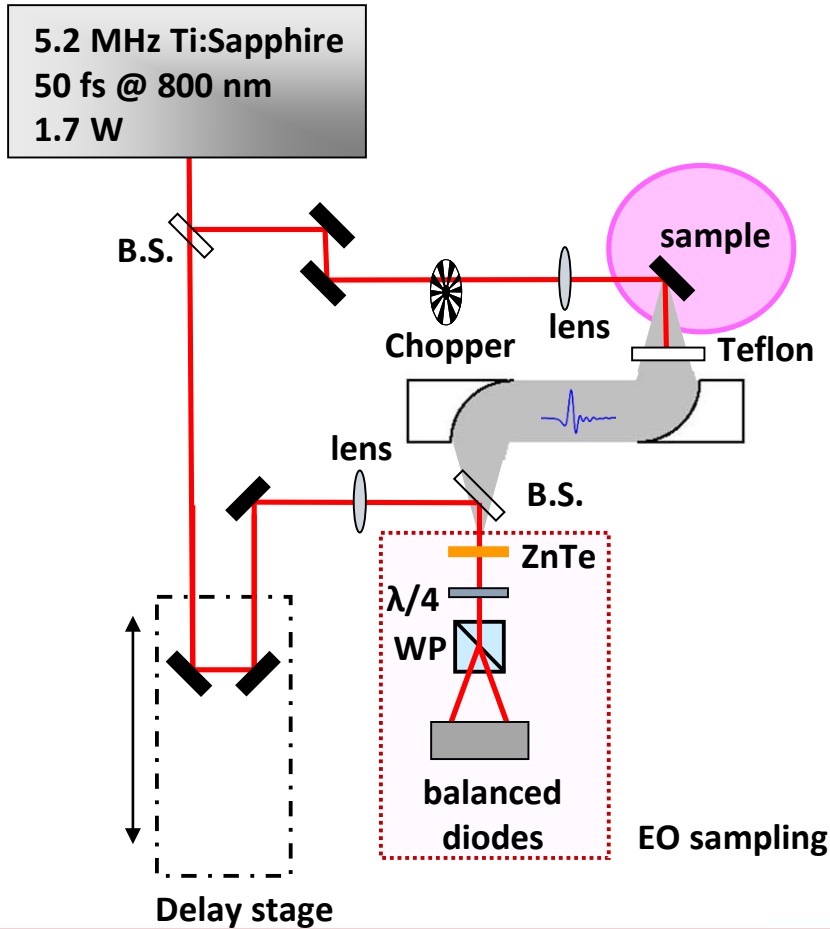 5.2 MHz Ti:Sapphire
50 fs @ 800 nm
1.7 W
B.S.
sample
lens
Chopper
Teflon
lens
B.S.
ZnTe
λ/4
WP
balanced
diodes
EO sampling
Delay stage